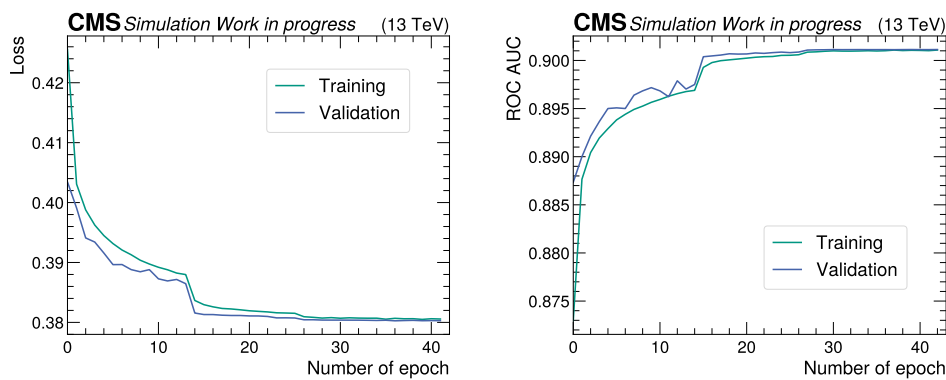 CMS Simulation Work in progress (13 TeV)
Loss
0.42
0.41
0.40
0.39
0.38
Training
Validation
0 10 20 30 40
Number of epoch
CMS Simulation Work in progress (13 TeV)
ROC AUC
0.900
0.895
0.890
0.885
0.880
0.875
Training
Validation
0 10 20 30 40
Number of epoch